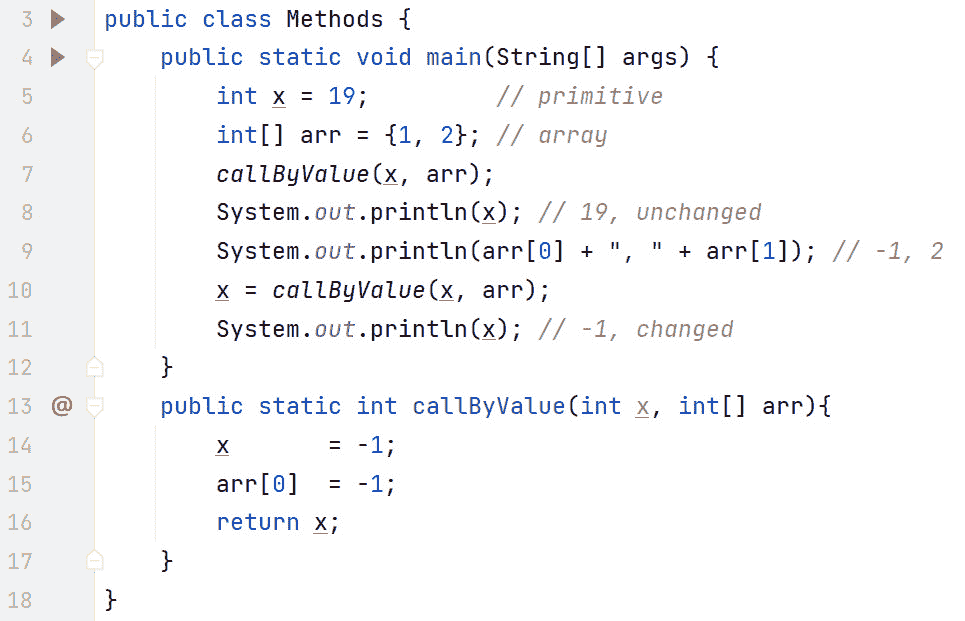 3 public class Methods {
4     public static void main(String[] args) {
5         int x = 19;         // primitive
6         int[] arr = {1, 2}; // array
7         callByValue(x, arr);
8         System.out.println(x); // 19, unchanged
9         System.out.println(arr[0] + ", " + arr[1]); // -1, 2
10         x = callByValue(x, arr);
11         System.out.println(x); // -1, changed
12     }
13 @     public static int callByValue(int x, int[] arr){
14         x       = -1;
15         arr[0]  = -1;
16         return x;
17     }
18 }